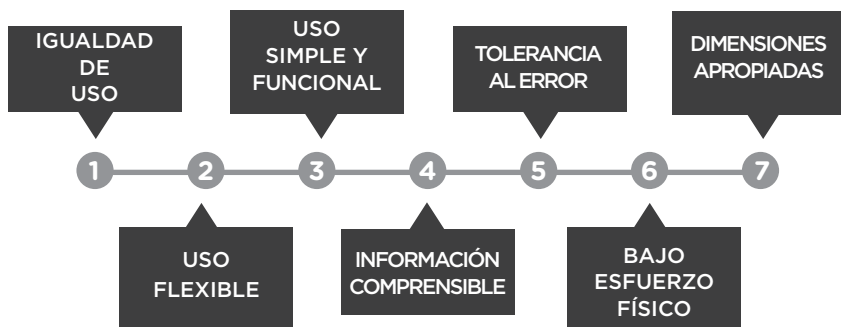 IGUALDAD
DE
USO
USO
SIMPLE Y
FUNCIONAL
TOLERANCIA
AL ERROR
DIMENSIONES
APROPIADAS
1
2
3
4
5
6
7
USO
FLEXIBLE
INFORMACIÓN
COMPRENSIBLE
BAJO
ESFUERZO
FÍSICO